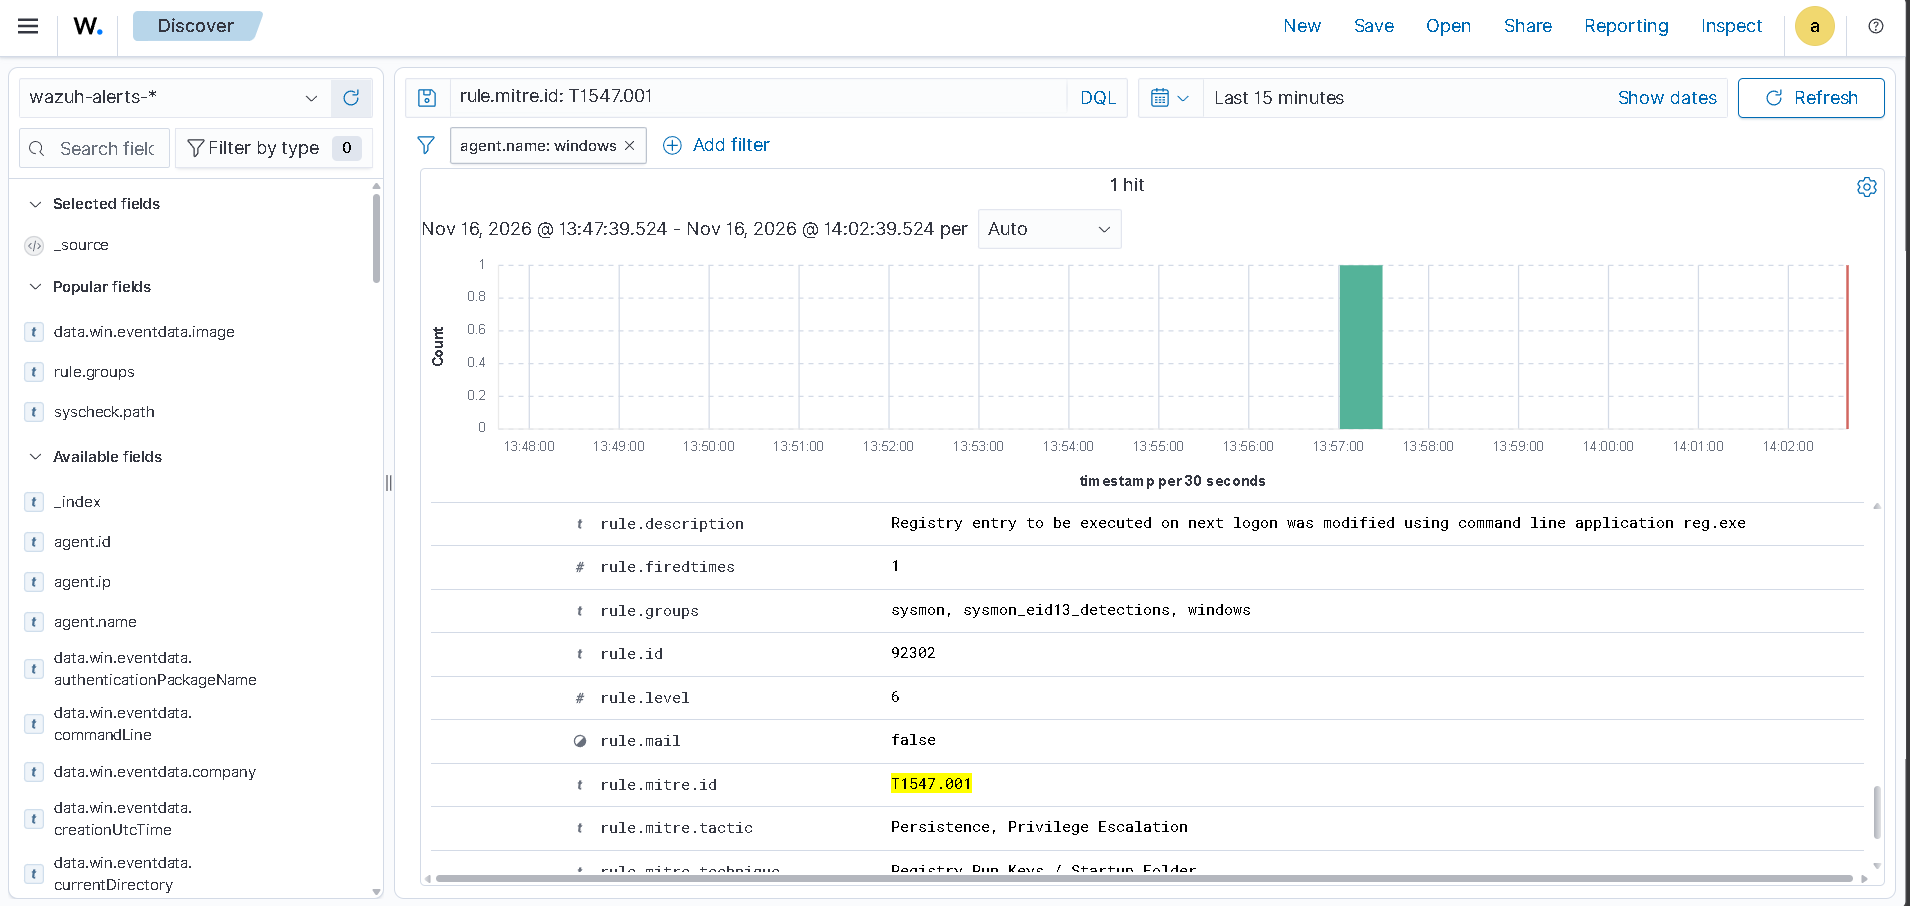 W.
Discover
New
Save
Open
Share
Reporting
Inspect
a
wazuh-alerts-*
Search field
Filter by type 0
Selected fields
_source
Popular fields
t data.win.eventdata.image
t rule.groups
t syscheck.path
Available fields
t _index
t agent.id
t agent.ip
t agent.name
t data.win.eventdata.
authenticationPackageName
t data.win.eventdata.
commandLine
t data.win.eventdata.company
t data.win.eventdata.
creationUtcTime
t data.win.eventdata.
currentDirectory
rule.mitre.id: T1547.001
DQL
Last 15 minutes
Show dates
Refresh
agent.name: windows ×
Add filter
1 hit
Nov 16, 2026 @ 13:47:39.524 - Nov 16, 2026 @ 14:02:39.524 per
Auto
Count
1
0.8
0.6
0.4
0.2
0
13:48:00 13:49:00 13:50:00 13:51:00 13:52:00 13:53:00 13:54:00 13:55:00 13:56:00 13:57:00 13:58:00 13:59:00 14:00:00 14:01:00 14:02:00
timestamp per 30 seconds
t rule.description Registry entry to be executed on next logon was modified using command line application reg.exe
# rule.firedtimes 1
t rule.groups sysmon, sysmon_eid13_detections, windows
t rule.id 92302
# rule.level 6
rule.mail false
t rule.mitre.id T1547.001
t rule.mitre.tactic Persistence, Privilege Escalation
t rule.mitre.technique Registry Run Keys / Startup Folder